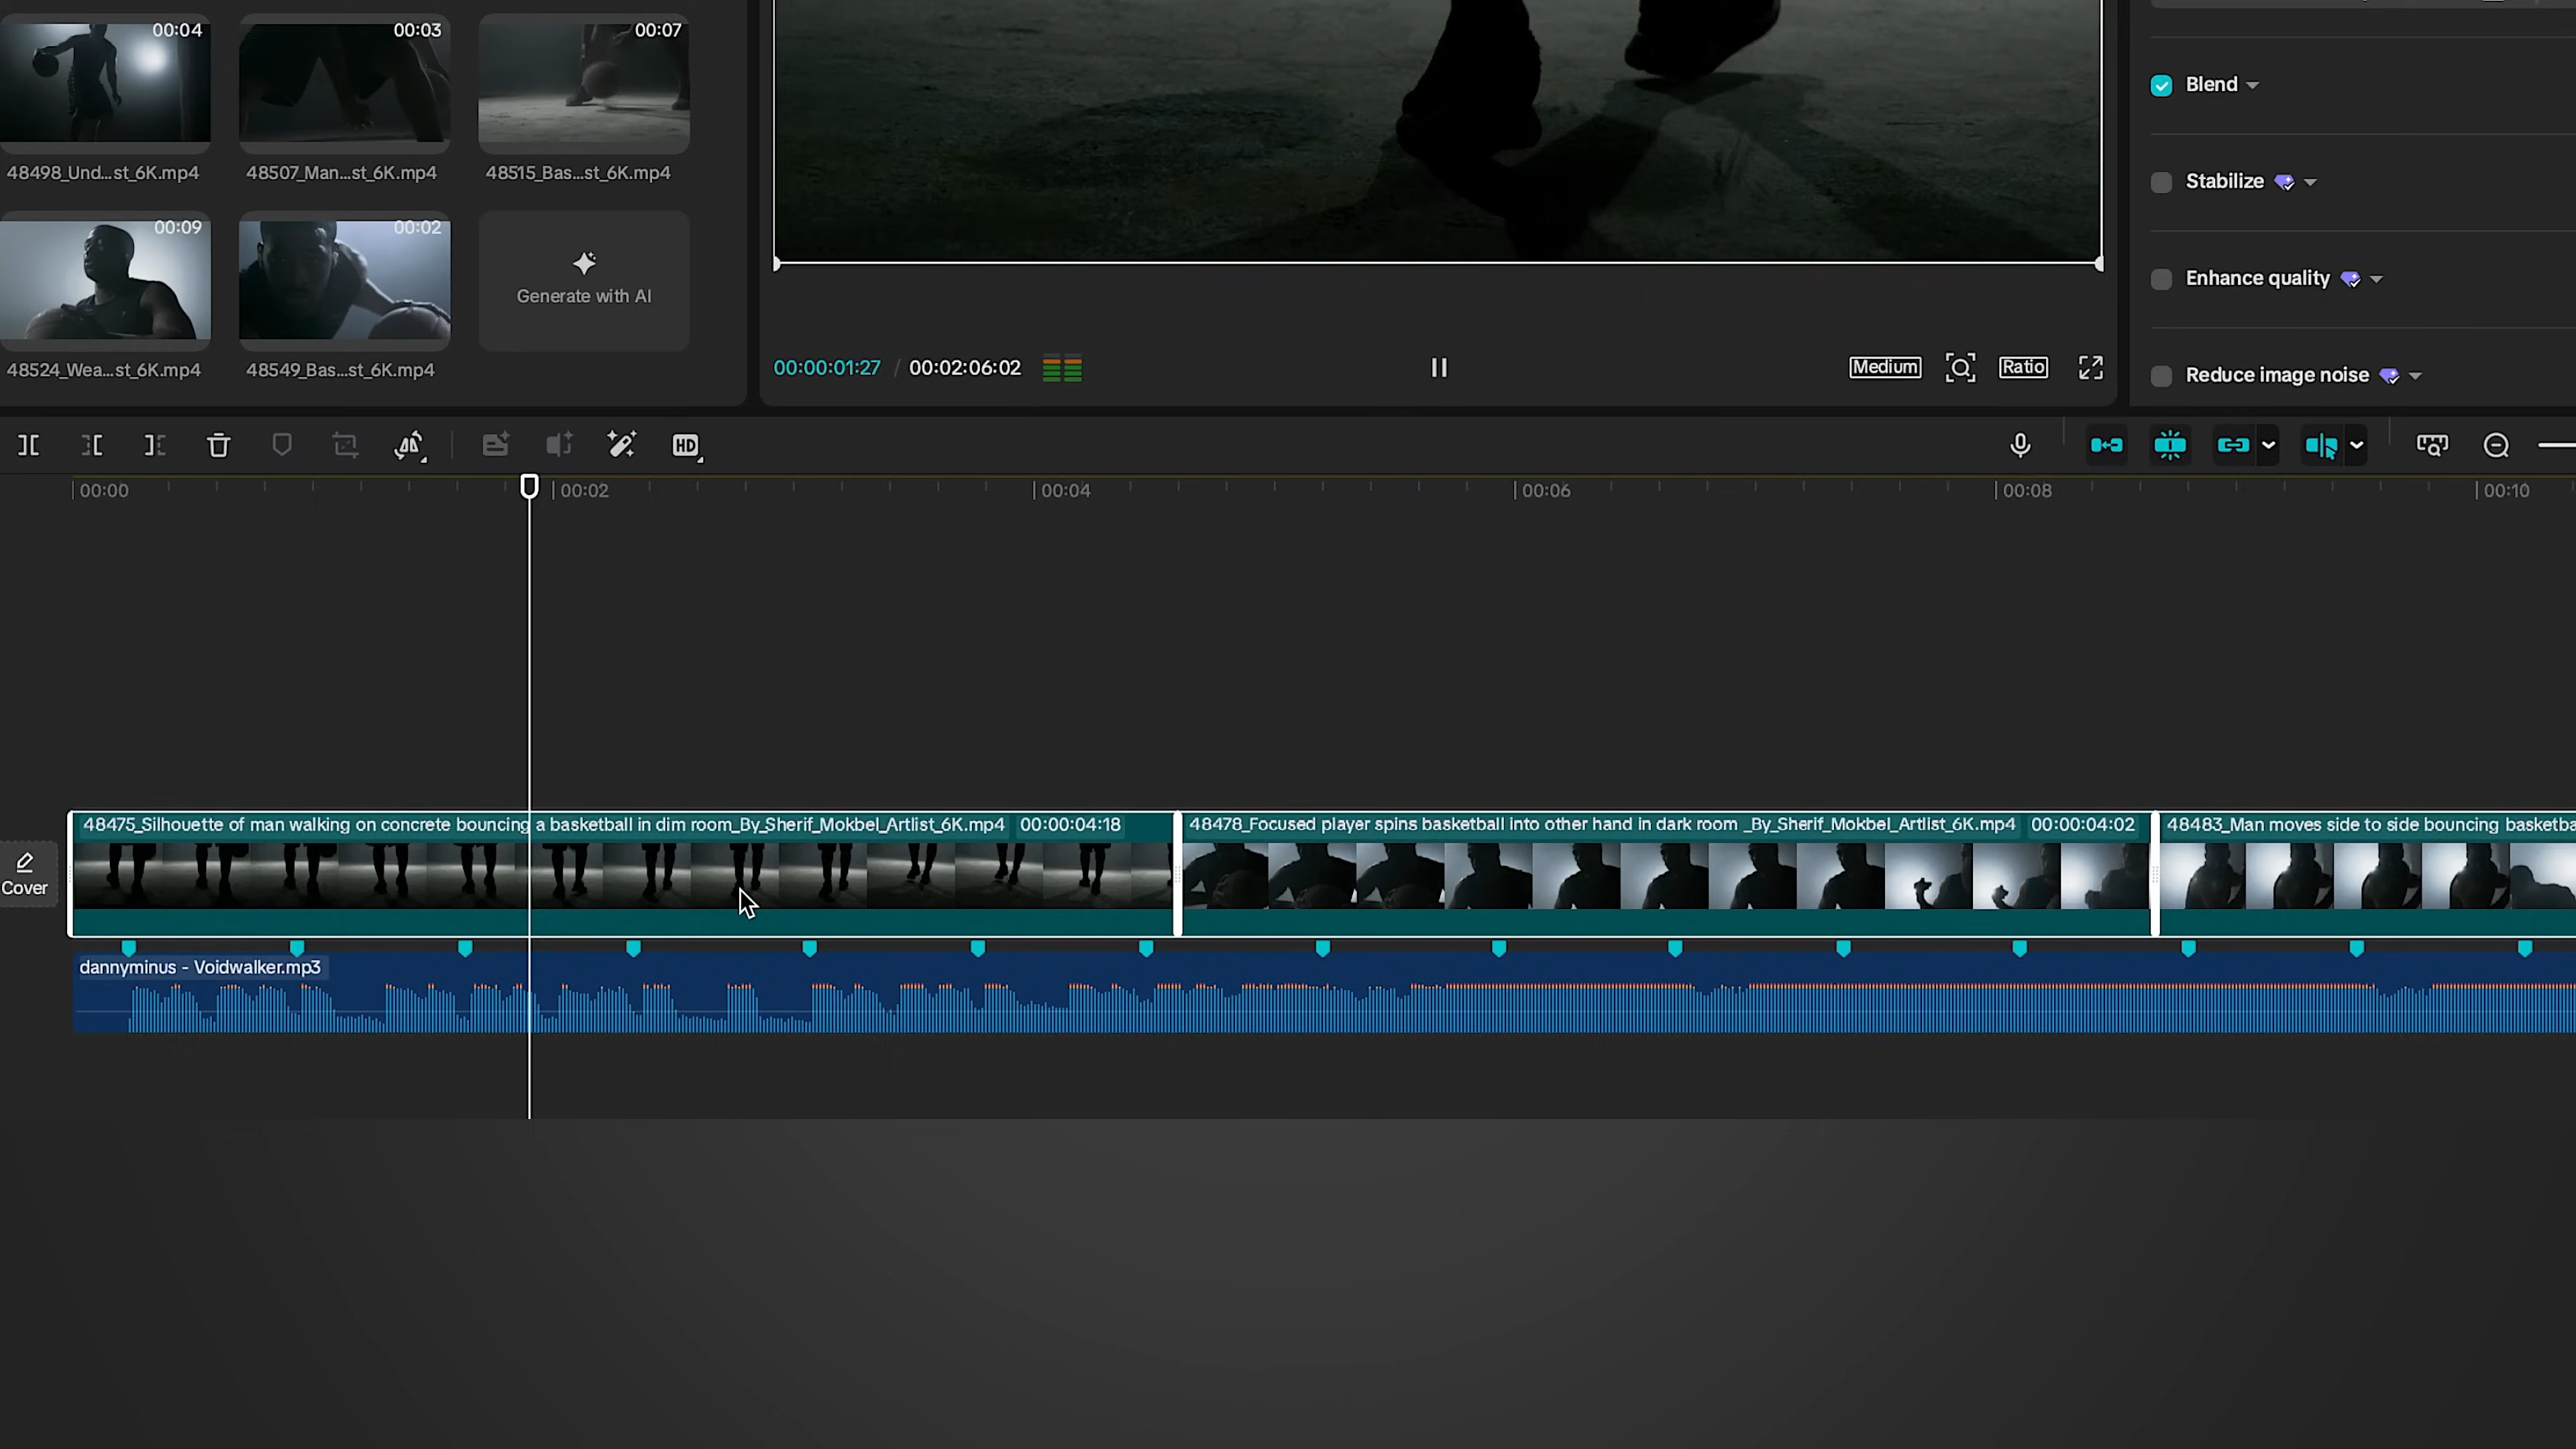 00:04
00:03
00:07
48498_Und...st_6K.mp4
48507_Man...st_6K.mp4
48515_Bas...st_6K.mp4
00:09
00:02
Generate with AI
48524_Wea...st_6K.mp4
48549_Bas...st_6K.mp4
00:00:01:27 / 00:02:06:02
Medium
Ratio
Blend
Stabilize
Enhance quality
Reduce image noise
HD
00:00
00:02
00:04
00:06
00:08
00:10
Cover
48475_Silhouette of man walking on concrete bouncing a basketball in dim room_By_Sherif_Mokbel_Artlist_6K.mp4 00:00:04:18
48478_Focused player spins basketball into other hand in dark room _By_Sherif_Mokbel_Artlist_6K.mp4 00:00:04:02
48483_Man moves side to side bouncing basketba
dannyminus - Voidwalker.mp3